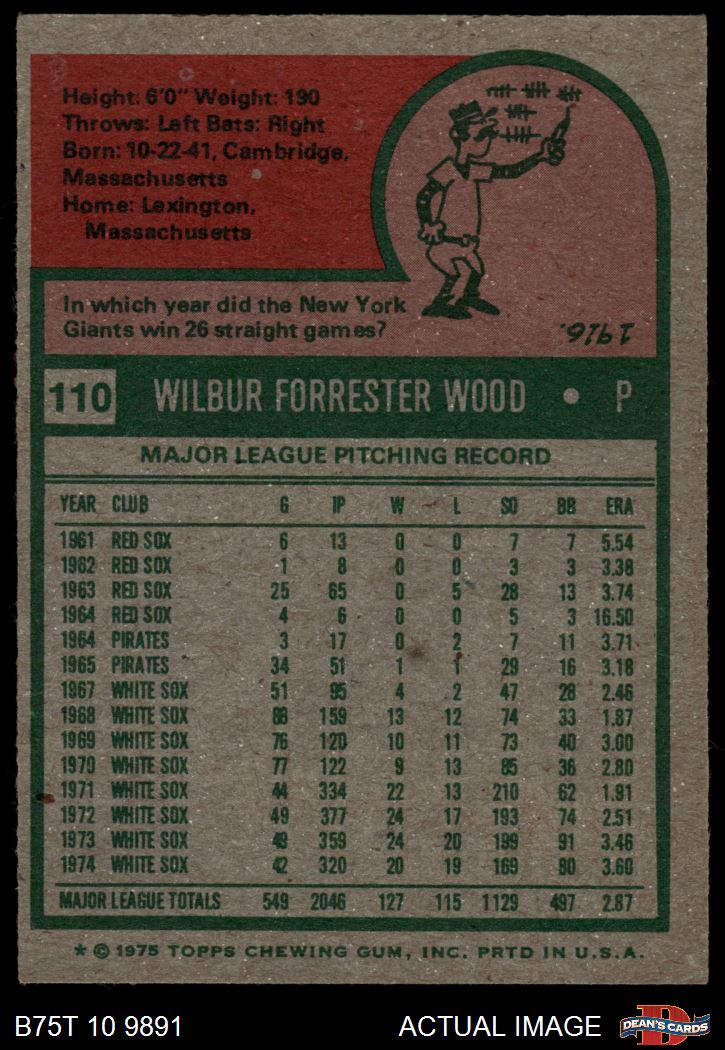 Height: 6'0" Weight: 190
Throws: Left Bats: Right
Born: 10-22-41, Cambridge,
Massachusetts
Home: Lexington,
Massachusetts
In which year did the New York
Giants win 26 straight games?
1916.
110 WILBUR FORRESTER WOOD • P
MAJOR LEAGUE PITCHING RECORD
YEAR CLUB G IP W L SO BB ERA
1961 RED SOX 6 13 0 0 7 7 5.54
1962 RED SOX 1 8 0 0 3 3 3.38
1963 RED SOX 25 65 0 5 28 13 3.74
1964 RED SOX 4 6 0 0 5 3 16.50
1964 PIRATES 3 17 0 2 7 11 3.71
1965 PIRATES 34 51 1 1 29 16 3.18
1967 WHITE SOX 51 95 4 2 47 28 2.46
1968 WHITE SOX 88 159 13 12 74 33 1.87
1969 WHITE SOX 76 120 10 11 73 40 3.00
1970 WHITE SOX 77 122 9 13 85 36 2.80
1971 WHITE SOX 44 334 22 13 210 62 1.91
1972 WHITE SOX 49 377 24 17 193 74 2.51
1973 WHITE SOX 49 359 24 20 199 91 3.46
1974 WHITE SOX 42 320 20 19 169 80 3.60
MAJOR LEAGUE TOTALS 549 2046 127 115 1129 497 2.87
* © 1975 TOPPS CHEWING GUM, INC. PRTD IN U.S.A.
B75T 10 9891 ACTUAL IMAGE DEAN'S CARDS